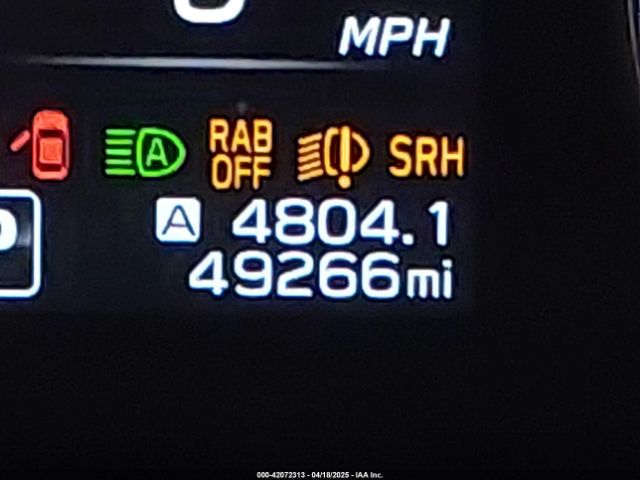 MPH
A
RAB
OFF
SRH
A 4804.1
49266mi
000-42072313 - 04/18/2025 - IAA Inc.